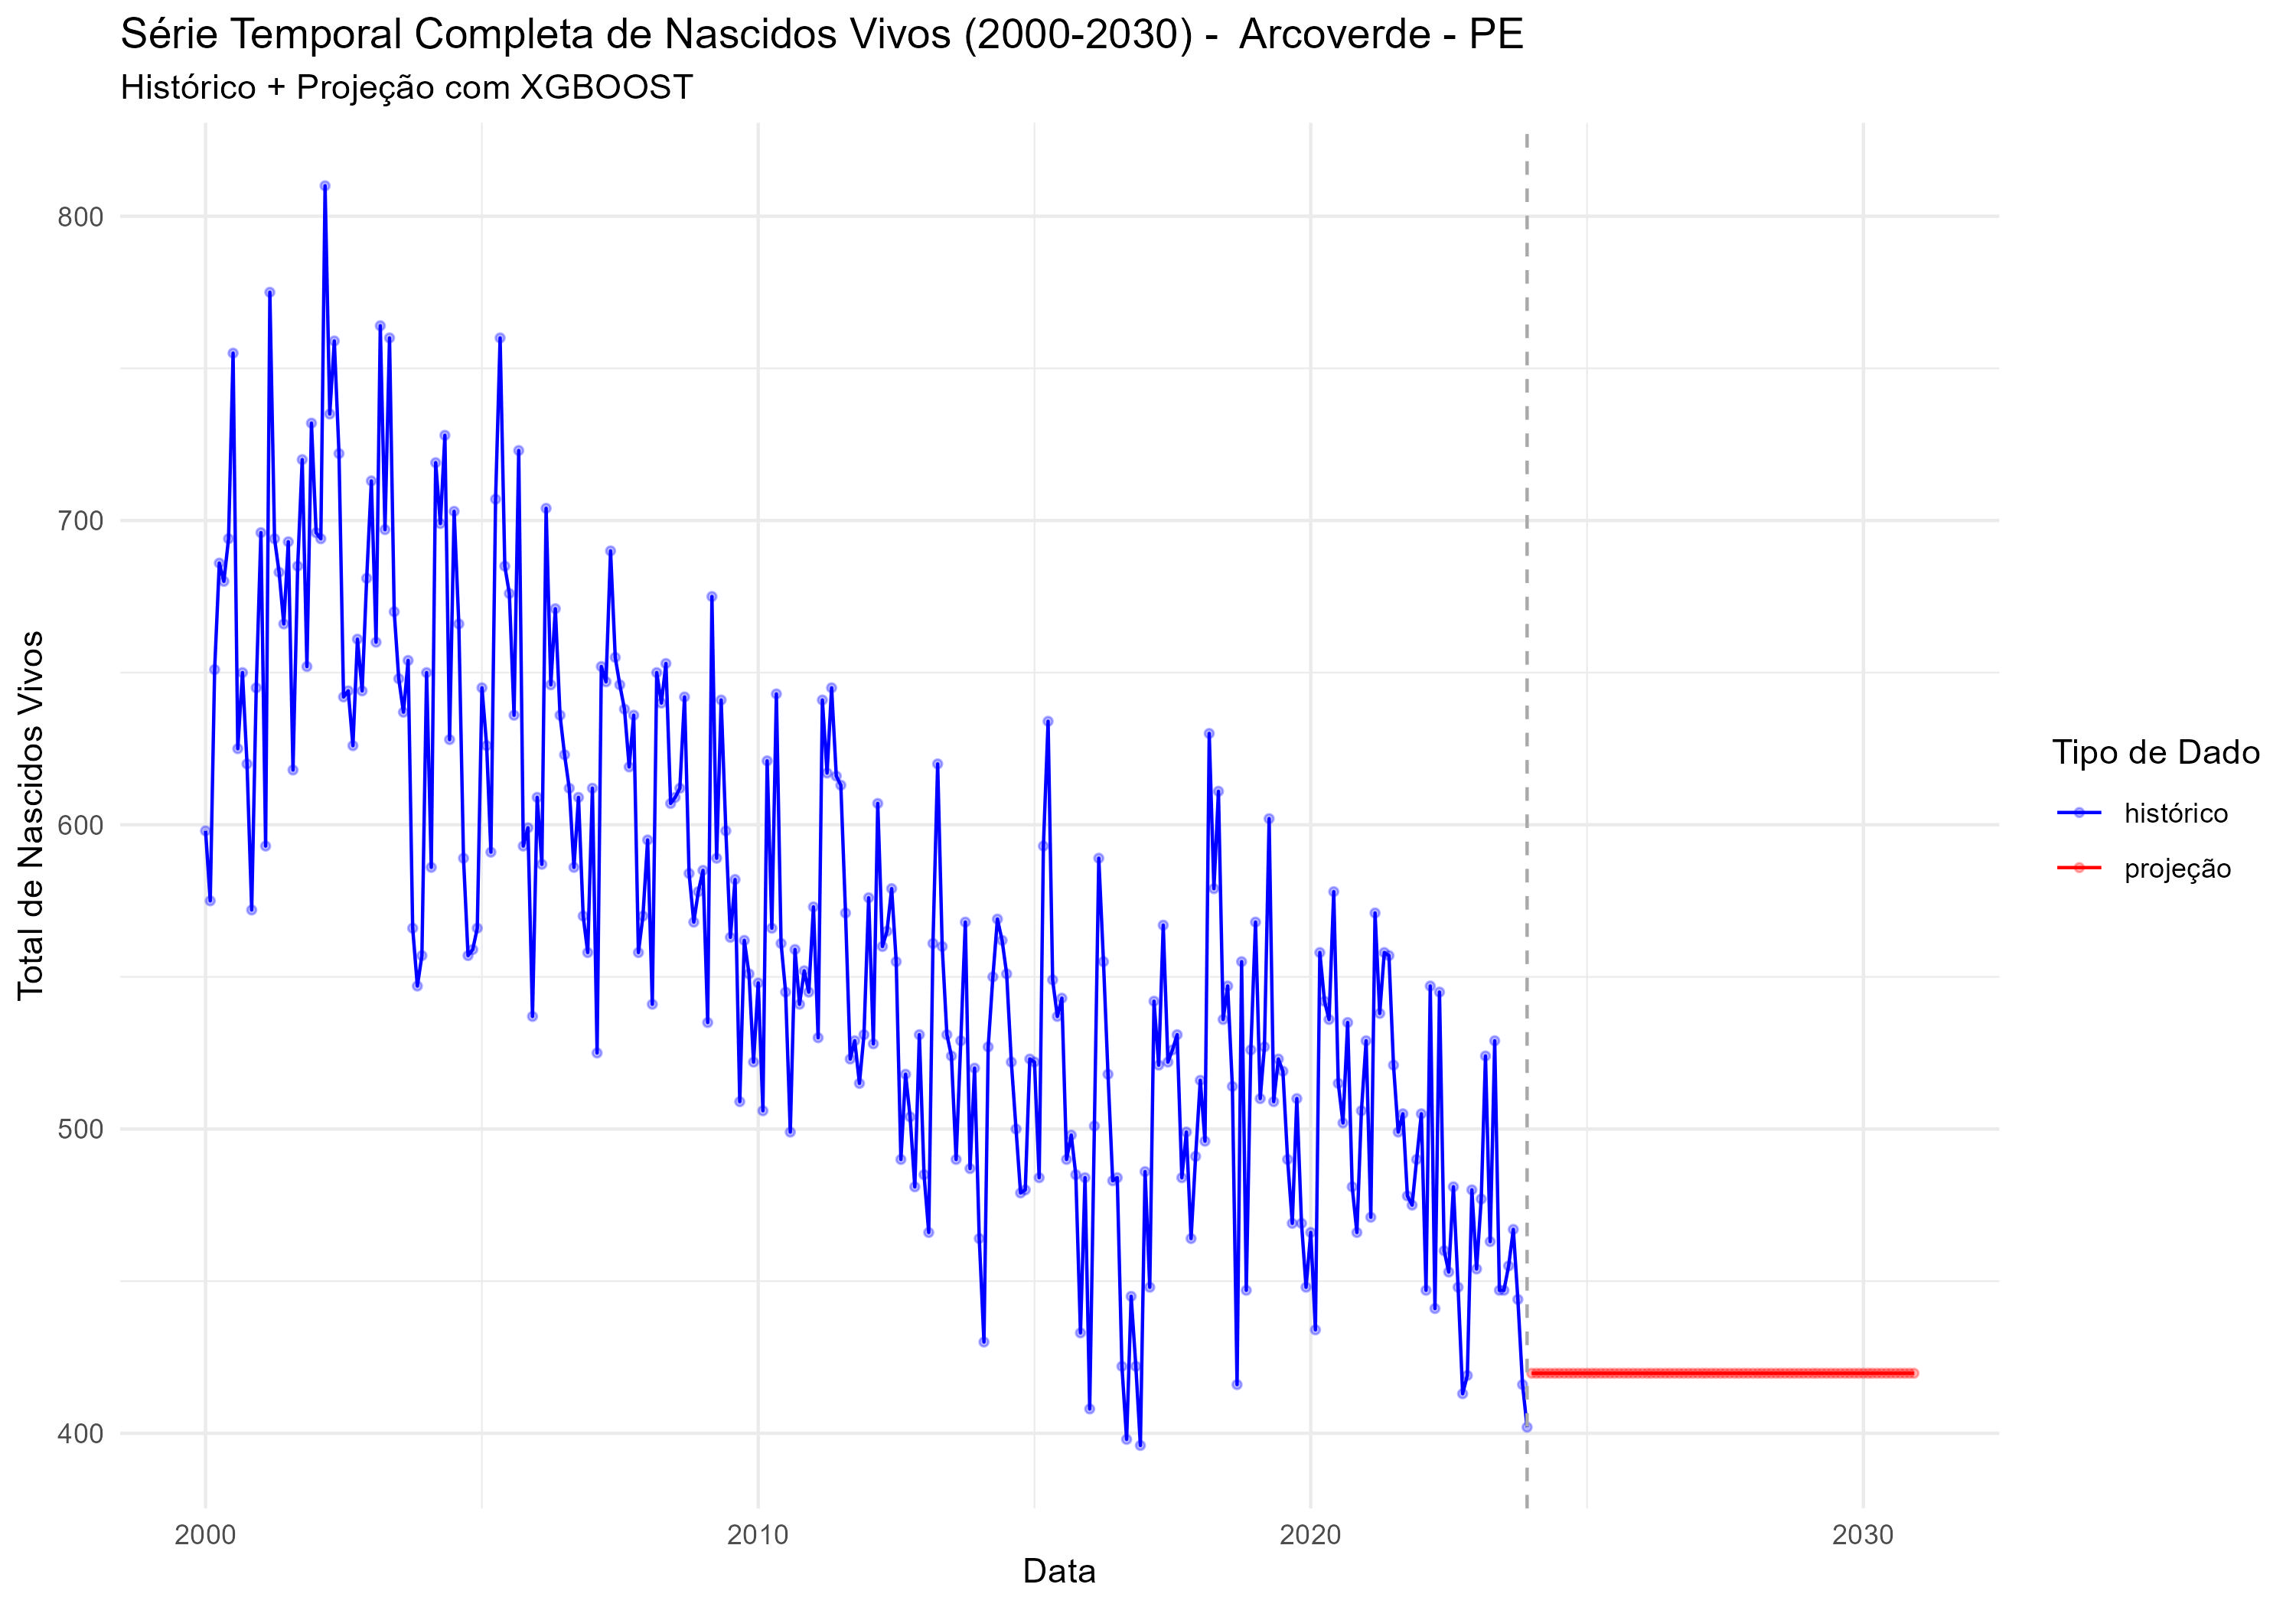 Série Temporal Completa de Nascidos Vivos (2000-2030) -  Arcoverde - PE
Histórico + Projeção com XGBOOST
Total de Nascidos Vivos
800
700
600
500
400
2000
2010
2020
2030
Data
Tipo de Dado
histórico
projeção